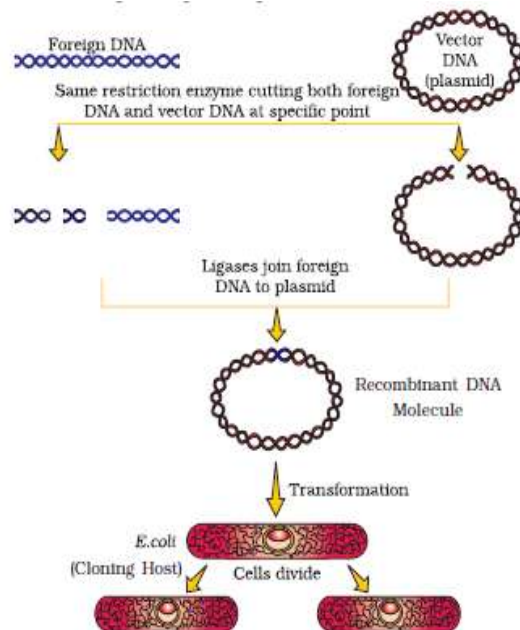 Foreign DNA
Vector
DNA
(plasmid)
Same restriction enzyme cutting both foreign
DNA and vector DNA at specific point
Ligases join foreign
DNA to plasmid
Recombinant DNA
Molecule
Transformation
E.coli
(Cloning Host)
Cells divide